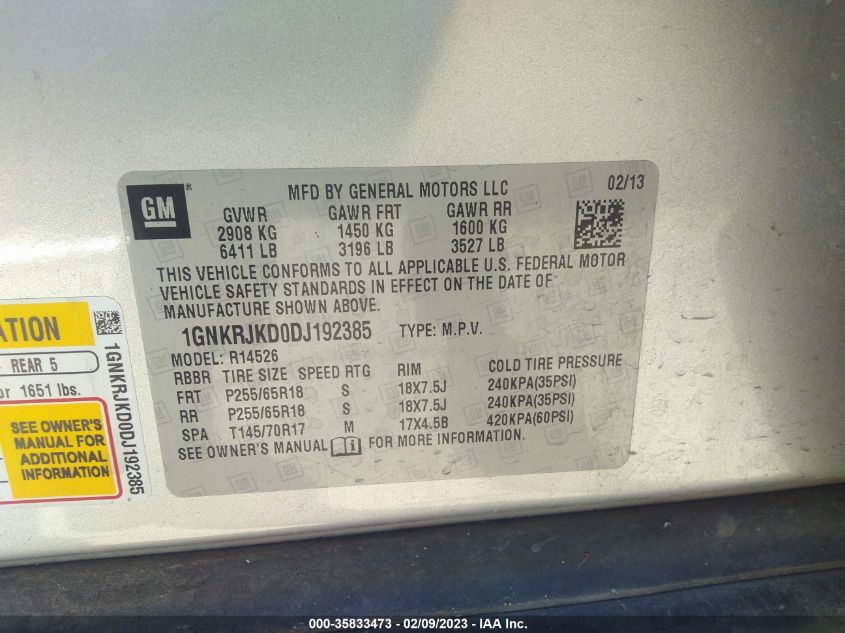 GM
®
MFD BY GENERAL MOTORS LLC
02/13
GVWR GAWR FRT GAWR RR
2908 KG 1450 KG 1600 KG
6411 LB 3196 LB 3527 LB
THIS VEHICLE CONFORMS TO ALL APPLICABLE U.S. FEDERAL MOTOR
VEHICLE SAFETY STANDARDS IN EFFECT ON THE DATE OF
MANUFACTURE SHOWN ABOVE.
1GNKRJKD0DJ192385 TYPE: M.P.V.
MODEL: R14526
RBBR TIRE SIZE SPEED RTG RIM COLD TIRE PRESSURE
FRT P255/65R18 S 18X7.5J 240KPA(35PSI)
RR P255/65R18 S 18X7.5J 240KPA(35PSI)
SPA T145/70R17 M 17X4.5B 420KPA(60PSI)
SEE OWNER'S MANUAL FOR MORE INFORMATION.
ATION
REAR 5
or 1651 lbs.
SEE OWNER'S
MANUAL FOR
ADDITIONAL
INFORMATION
1GNKRJKD0DJ192385
000-35833473 - 02/09/2023 - IAA Inc.